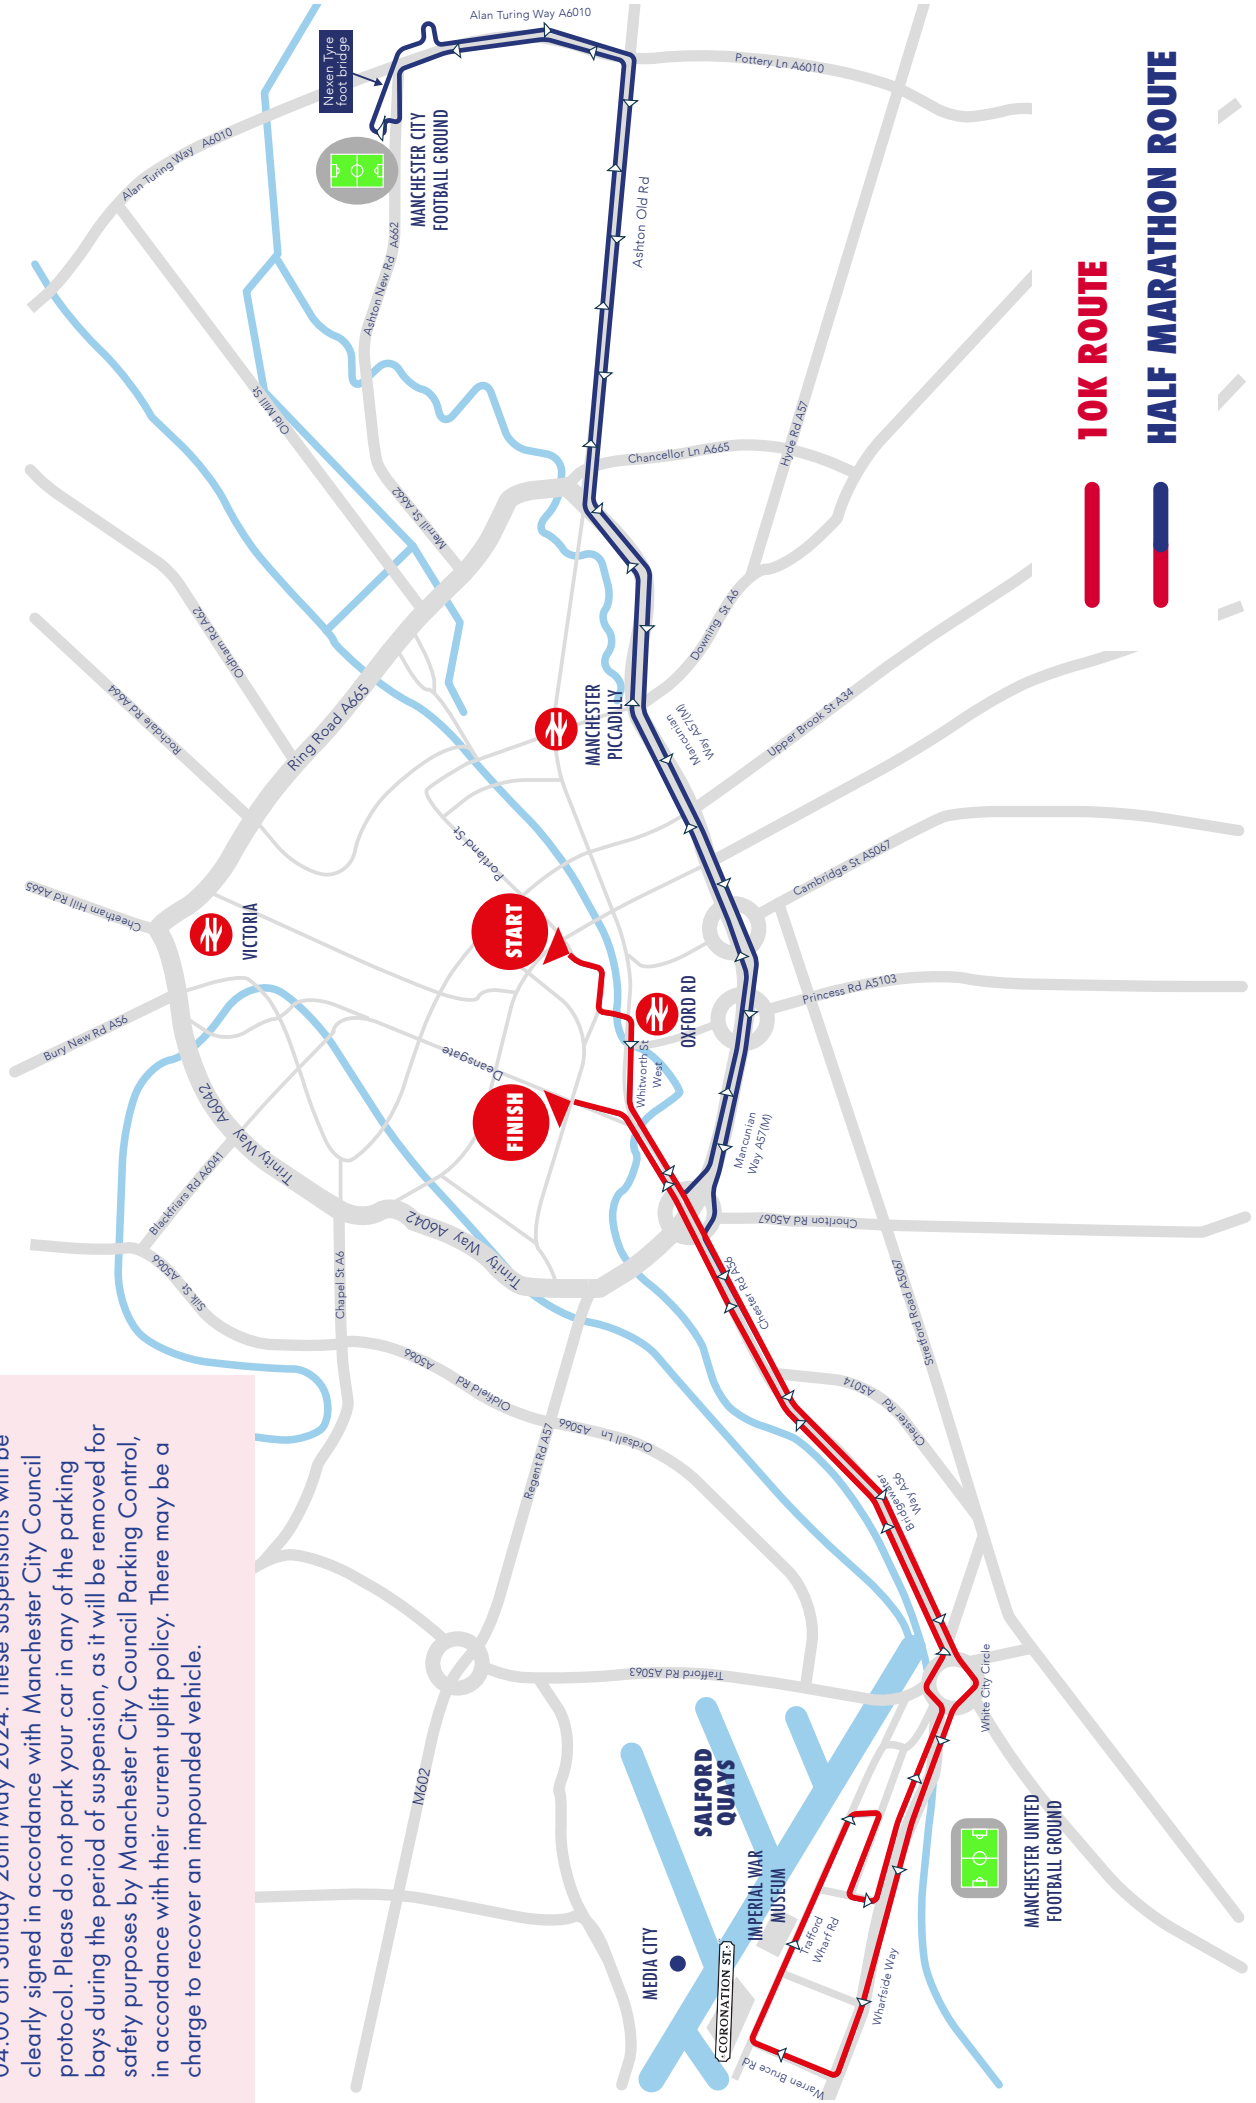 04:00 on Sunday 26th May 2024. These suspensions will be
clearly signed in accordance with Manchester City Council
protocol. Please do not park your car in any of the parking
bays during the period of suspension, as it will be removed for
safety purposes by Manchester City Council Parking Control,
in accordance with their current uplift policy. There may be a
charge to recover an impounded vehicle.
10K ROUTE
HALF MARATHON ROUTE
Alan Turing Way A6010
Nexen Tyre
foot bridge
Pottery Ln A6010
Alan Turing Way A6010
MANCHESTER CITY
FOOTBALL GROUND
Ashton New Rd A662
Ashton Old Rd
Old Mill St
Merrill St A662
Chancellor Ln A665
Hyde Rd A57
Oldham Rd A62
Rochdale Rd A664
Ring Road A665
Downing St A6
MANCHESTER
PICCADILLY
Mancunian
Way A57(M)
Upper Brook St A34
Portland St
Cambridge St A5067
Cheetham Hill Rd A665
VICTORIA
START
OXFORD RD
Princess Rd A5103
Bury New Rd A56
Deansgate
FINISH
Whitworth St
West
Mancunian
Way A57(M)
Trinity Way A6042
Blackfriars Rd A6041
Trinity Way A6042
Chorlton Rd A5067
Silk St A5066
Chapel St A6
Chester Rd A56
Stretford Road A5067
Oldfield Rd A5066
Chester Rd A5014
Regent Rd A57
Ordsall Ln A5066
Bridgewater
Way A56
Trafford Rd A5063
White City Circle
M602
SALFORD
QUAYS
MANCHESTER UNITED
FOOTBALL GROUND
IMPERIAL WAR
MUSEUM
MEDIA CITY
Trafford
Wharf Rd
Wharfside Way
CORONATION ST.
Warren Bruce Rd